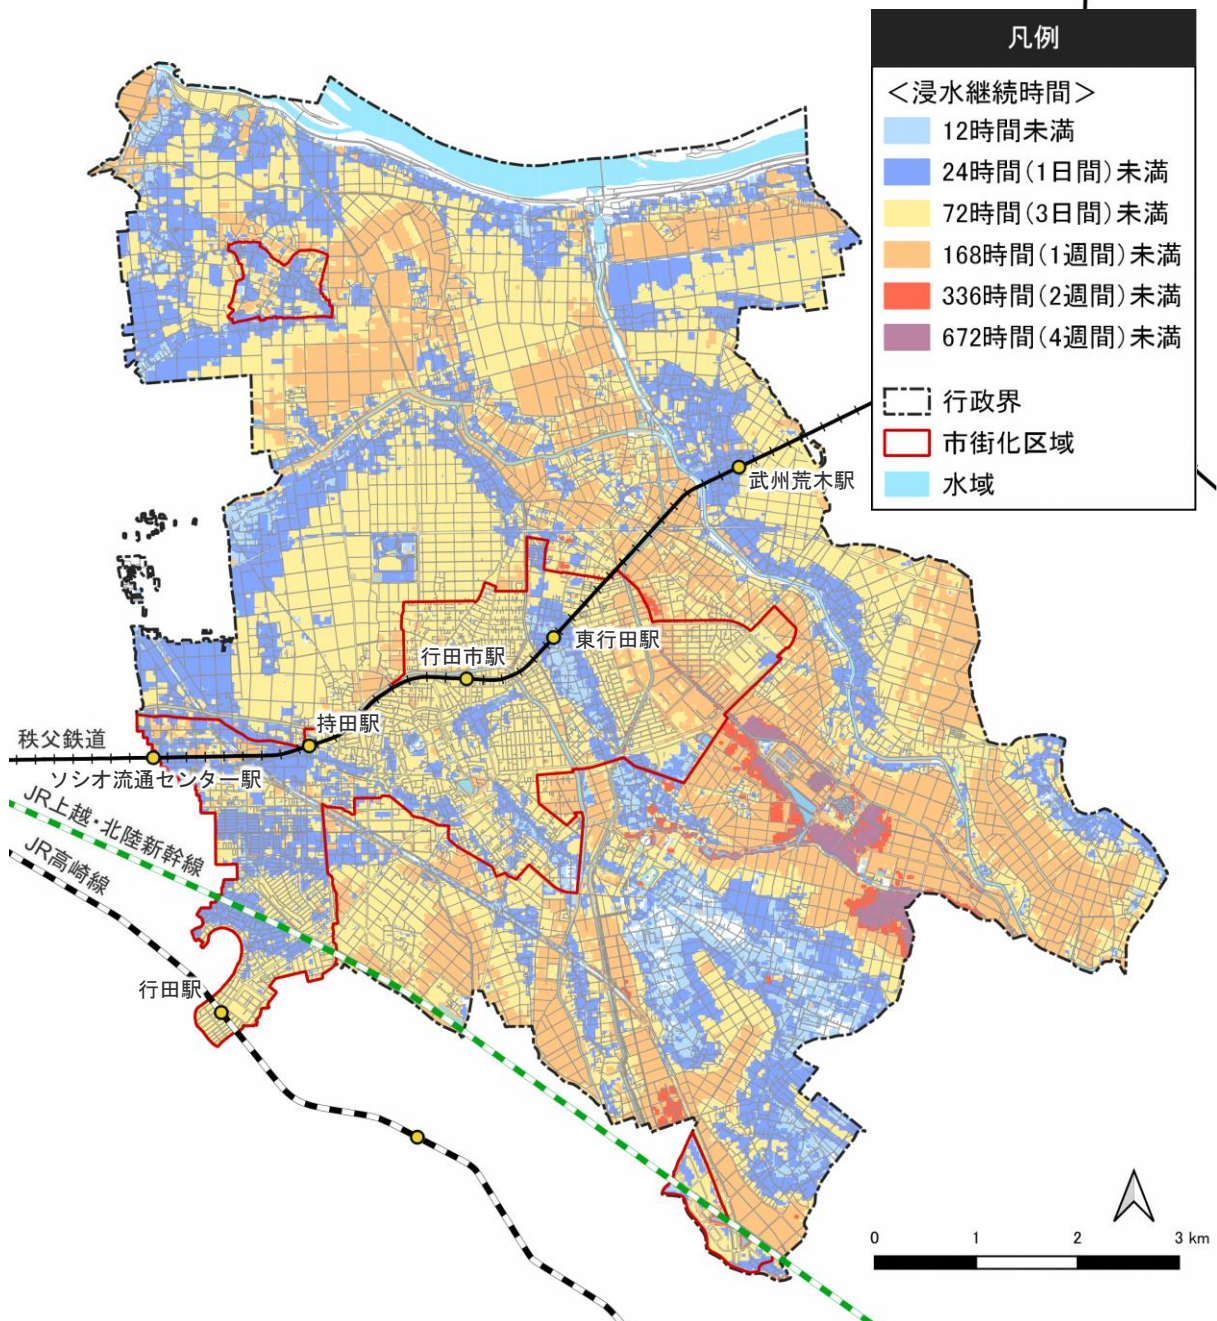 凡例
＜浸水継続時間＞
12時間未満
24時間（1日間）未満
72時間（3日間）未満
168時間（1週間）未満
336時間（2週間）未満
672時間（4週間）未満
行政界
市街化区域
水域
武州荒木駅
東行田駅
行田市駅
持田駅
秩父鉄道
ソシオ流通センター駅
JR上越・北陸新幹線
JR高崎線
行田駅
0 1 2 3 km